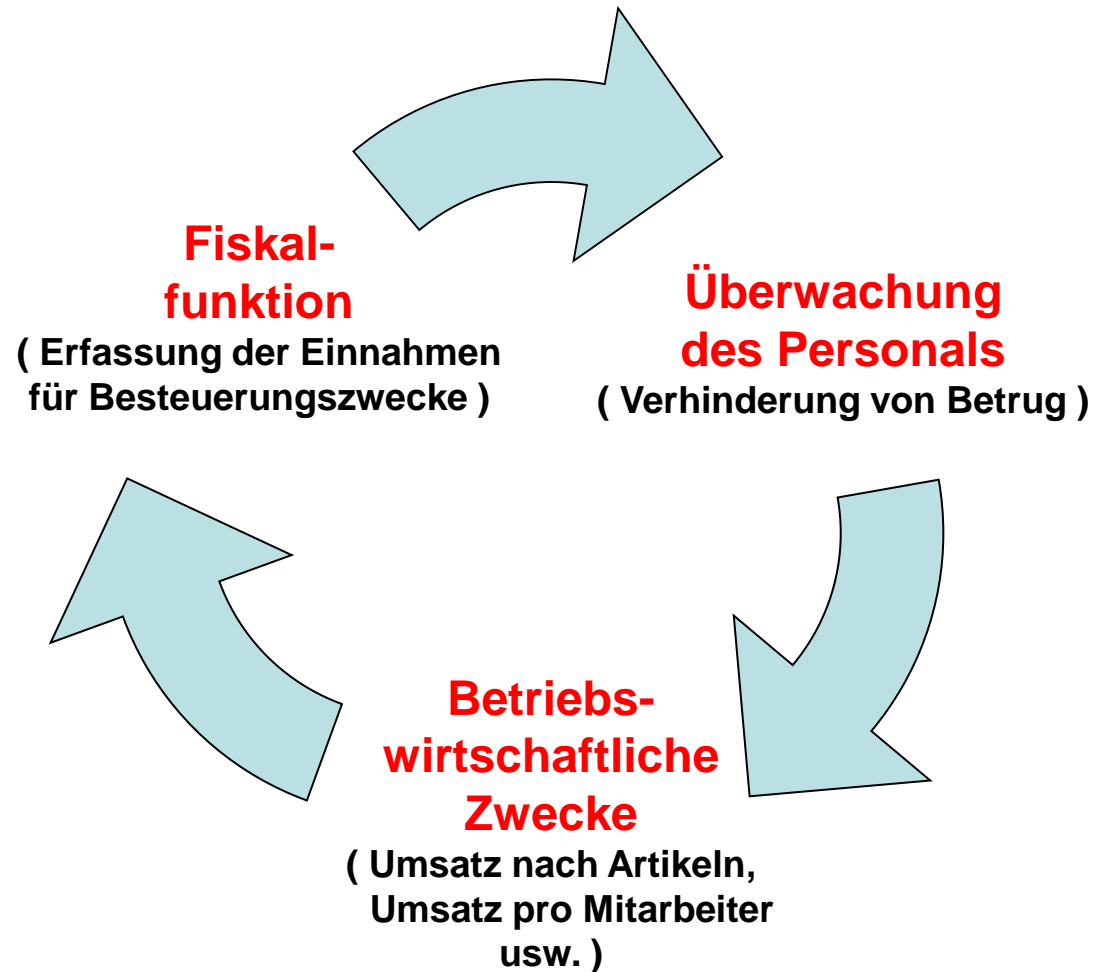 Fiskal-
funktion
( Erfassung der Einnahmen
für Besteuerungszwecke )
Überwachung
des Personals
( Verhinderung von Betrug )
Betriebs-
wirtschaftliche
Zwecke
( Umsatz nach Artikeln,
Umsatz pro Mitarbeiter
usw. )